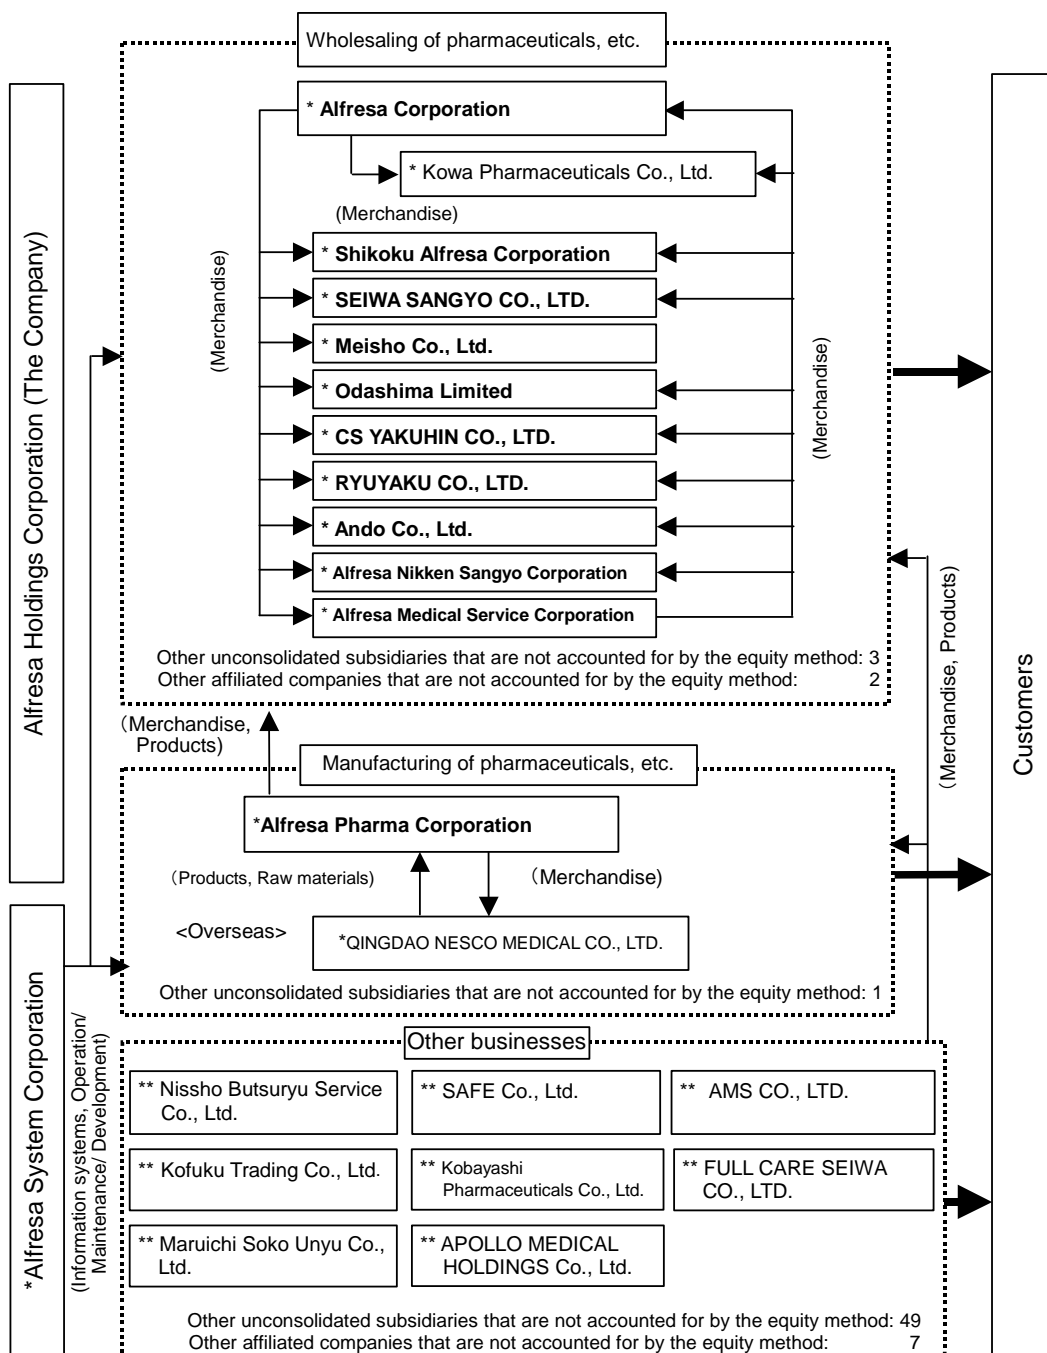 Wholesaling of pharmaceuticals, etc.
* Alfresa Corporation
* Kowa Pharmaceuticals Co., Ltd.
(Merchandise)
* Shikoku Alfresa Corporation
* SEIWA SANGYO CO., LTD.
* Meisho Co., Ltd.
* Odashima Limited
* CS YAKUHIN CO., LTD.
* RYUYAKU CO., LTD.
* Ando Co., Ltd.
* Alfresa Nikken Sangyo Corporation
* Alfresa Medical Service Corporation
(Merchandise)
(Merchandise)
Other unconsolidated subsidiaries that are not accounted for by the equity method: 3
Other affiliated companies that are not accounted for by the equity method: 2
Alfresa Holdings Corporation (The Company)
(Merchandise,
Products)
(Merchandise, Products)
Customers
Manufacturing of pharmaceuticals, etc.
*Alfresa Pharma Corporation
(Products, Raw materials)
(Merchandise)
<Overseas>
*QINGDAO NESCO MEDICAL CO., LTD.
Other unconsolidated subsidiaries that are not accounted for by the equity method: 1
*Alfresa System Corporation
(Information systems, Operation/
Maintenance/ Development)
Other businesses
** Nissho Butsuryu Service
Co., Ltd.
** SAFE Co., Ltd.
** AMS CO., LTD.
** Kofuku Trading Co., Ltd.
** Kobayashi
Pharmaceuticals Co., Ltd.
** FULL CARE SEIWA
CO., LTD.
** Maruichi Soko Unyu Co.,
Ltd.
** APOLLO MEDICAL
HOLDINGS Co., Ltd.
Other unconsolidated subsidiaries that are not accounted for by the equity method: 49
Other affiliated companies that are not accounted for by the equity method: 7